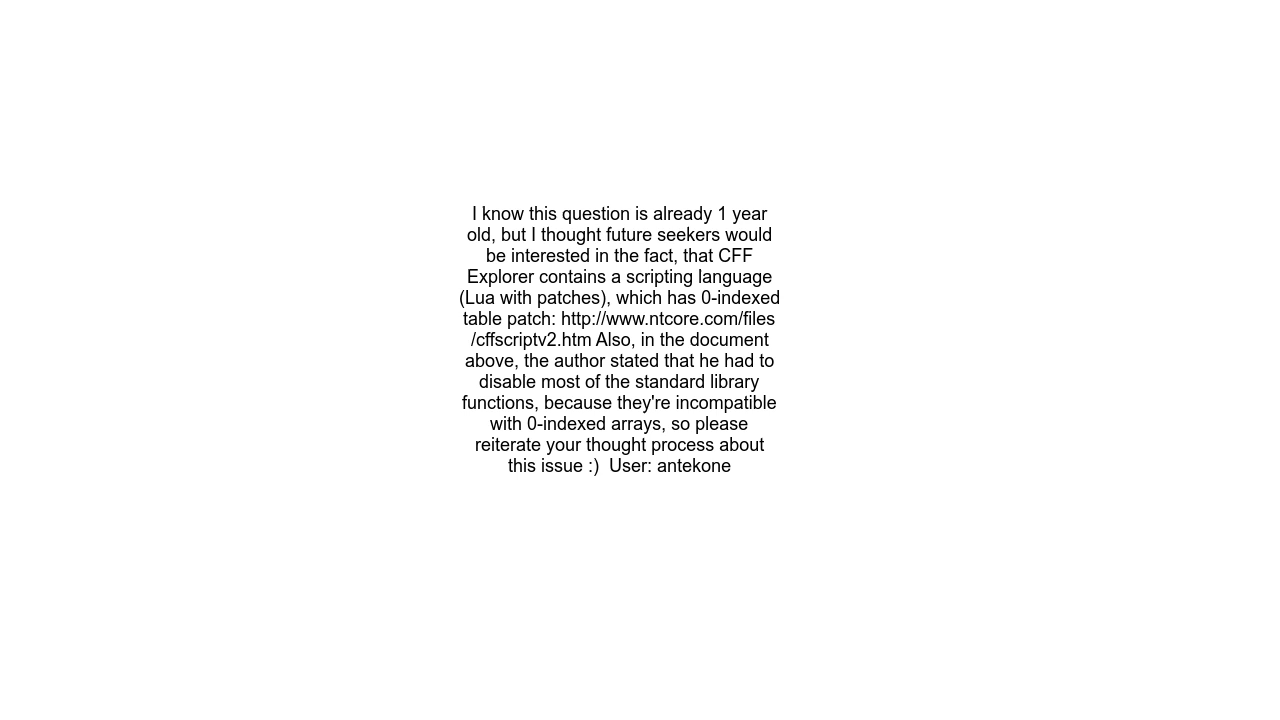 I know this question is already 1 year
old, but I thought future seekers would
be interested in the fact, that CFF
Explorer contains a scripting language
(Lua with patches), which has 0-indexed
table patch: http://www.ntcore.com/files
/cffscriptv2.htm Also, in the document
above, the author stated that he had to
disable most of the standard library
functions, because they're incompatible
with 0-indexed arrays, so please
reiterate your thought process about
this issue :)  User: antekone